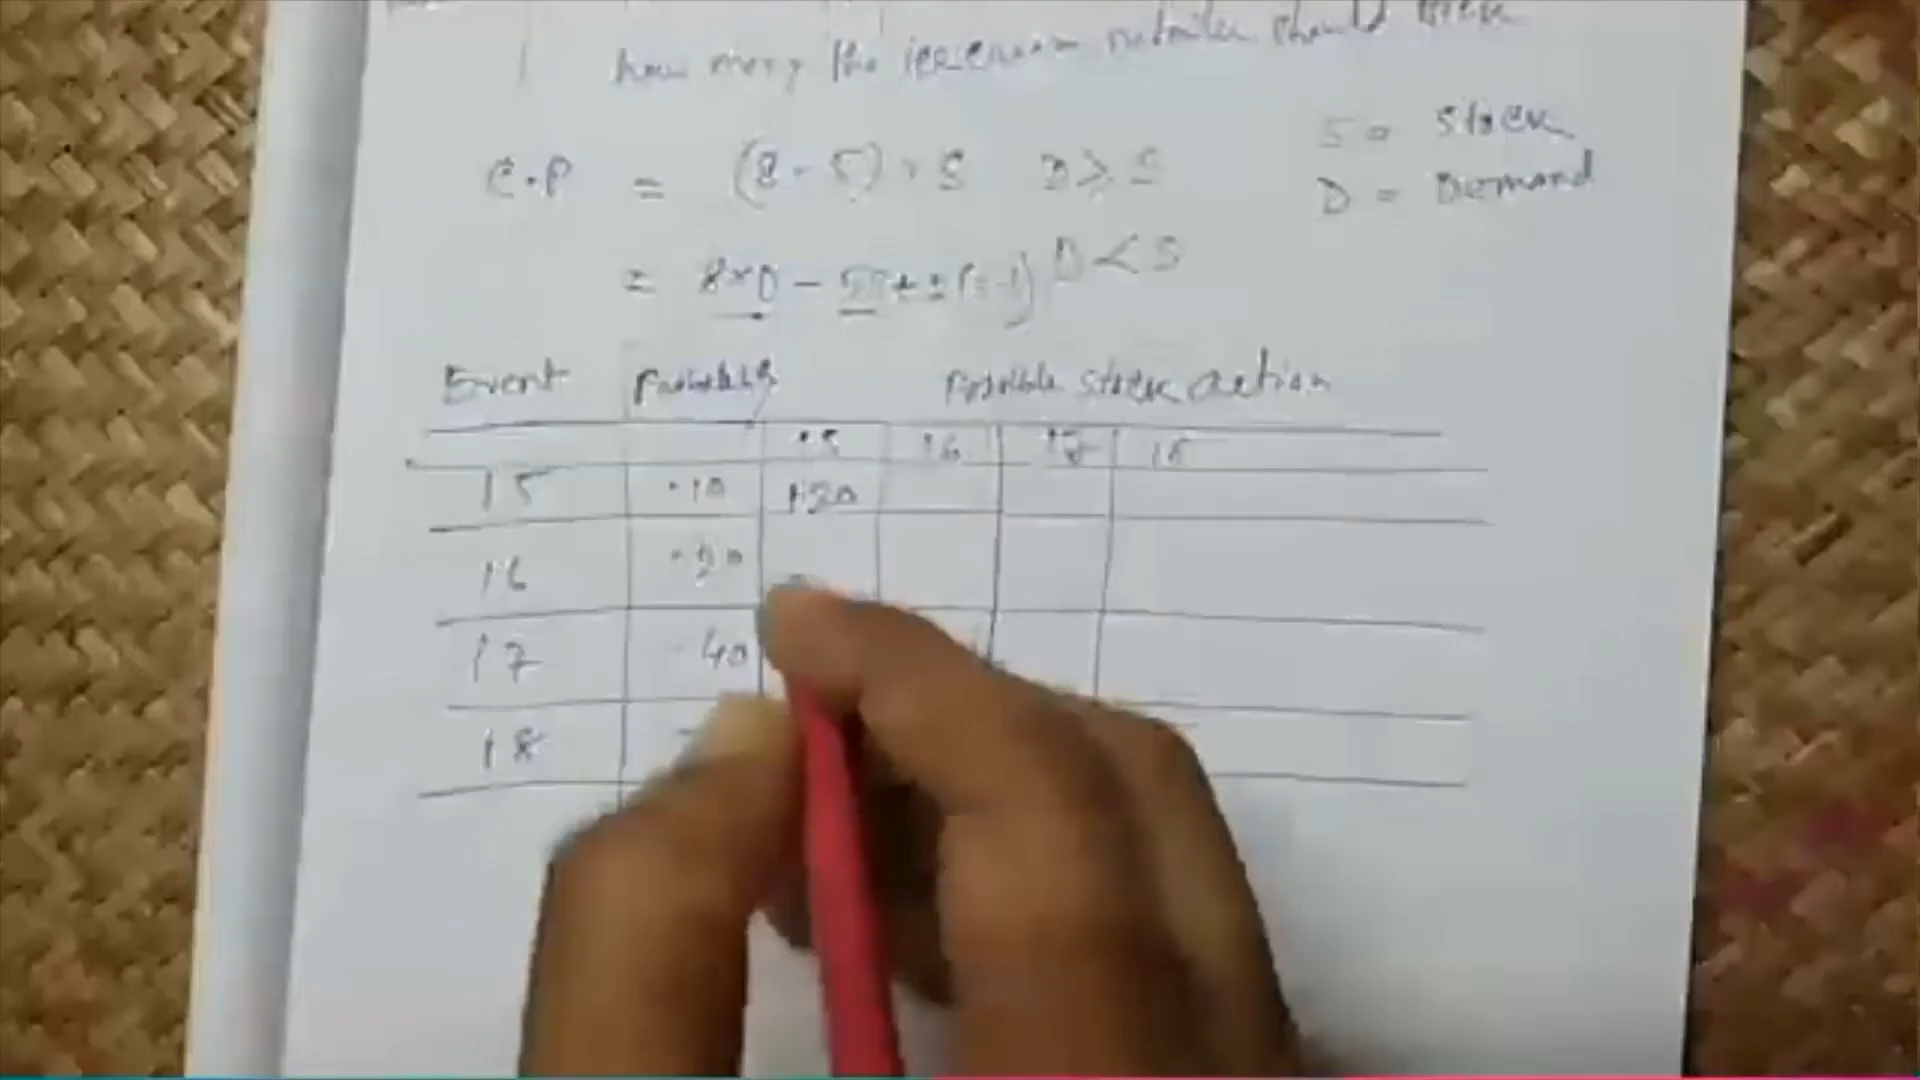 how many the icecream retailer should stock
S = Stock
C.P = (8 - 5) × S D ≥ S
D = Demand
= 8×D - 5S + D < S
Event Probability Possible stock action
15 16 17 18
15 .10 120
16 .20
17 .40
18